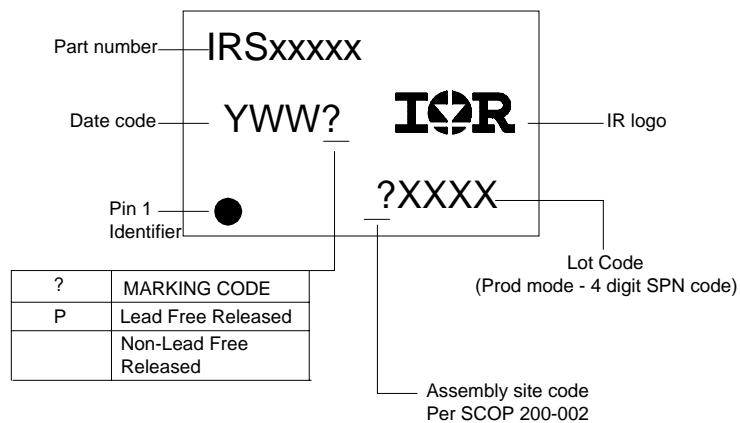 Part number
IRSxxxxx
Date code
YWW?
IOR
IR logo
?XXXX
Pin 1
Identifier
Lot Code
(Prod mode - 4 digit SPN code)
? MARKING CODE
P Lead Free Released
Non-Lead Free
Released
Assembly site code
Per SCOP 200-002